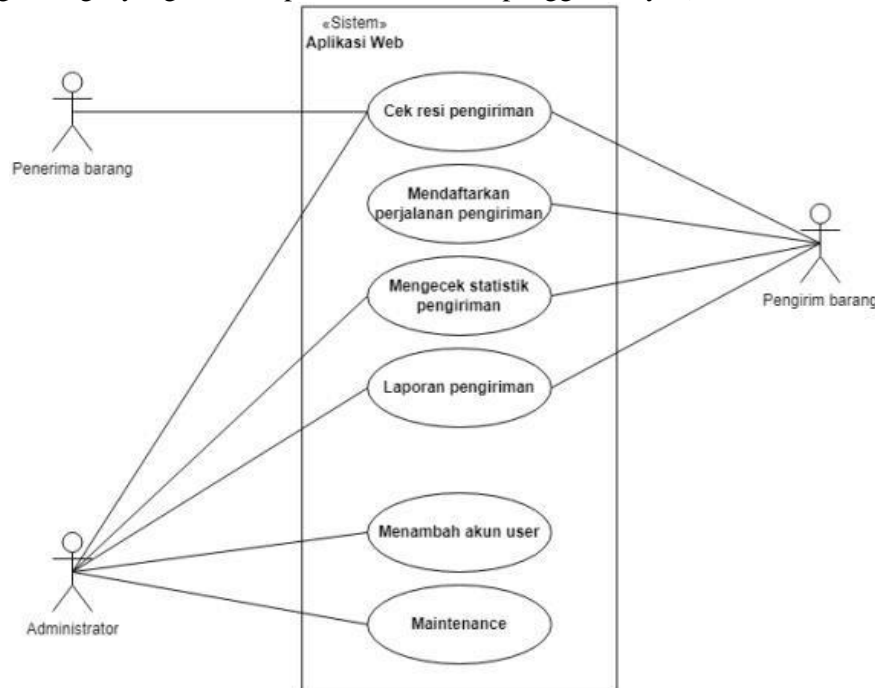 «Sistem»
Aplikasi Web
Cek resi pengiriman
Penerima barang
Mendaftarkan
perjalanan pengiriman
Mengecek statistik
pengiriman
Pengirim barang
Laporan pengiriman
Menambah akun user
Administrator
Maintenance